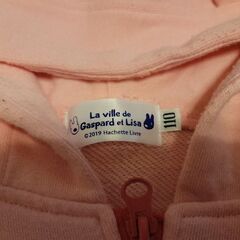 La ville de
Gaspard et Lisa
©2019 Hachette Livre
110